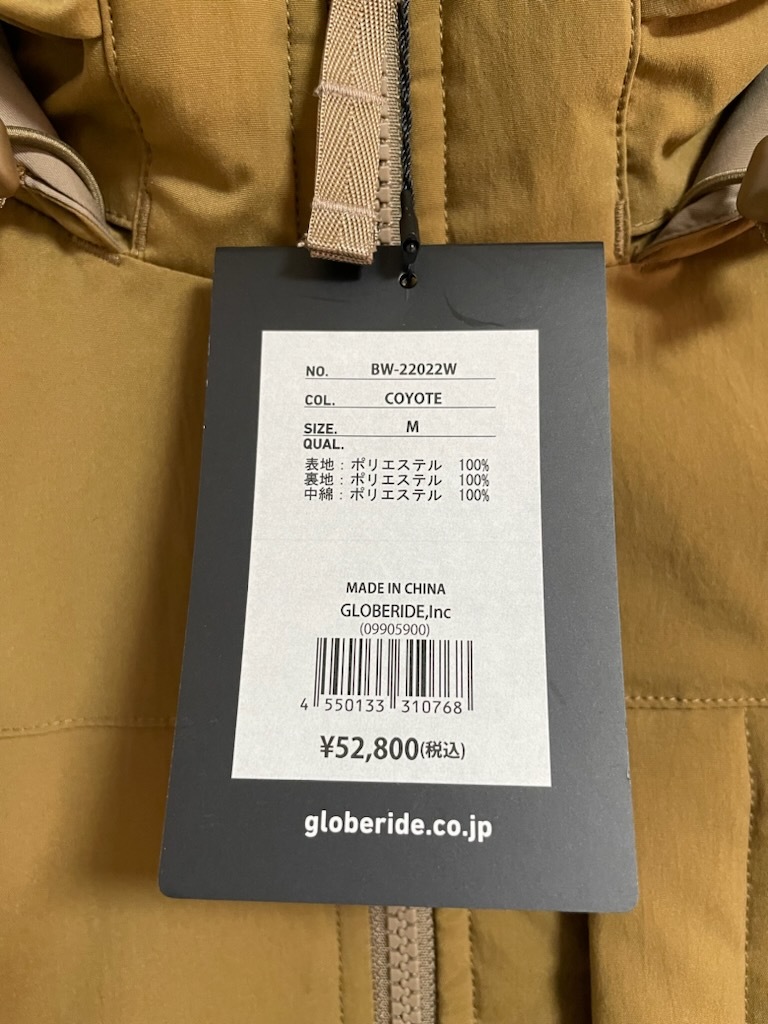 NO. BW-22022W
COL. COYOTE
SIZE. M
QUAL.
表地：ポリエステル 100%
裏地：ポリエステル 100%
中綿：ポリエステル 100%
MADE IN CHINA
GLOBERIDE,Inc
(09905900)
4 550133 310768
¥52,800(税込)
globeride.co.jp